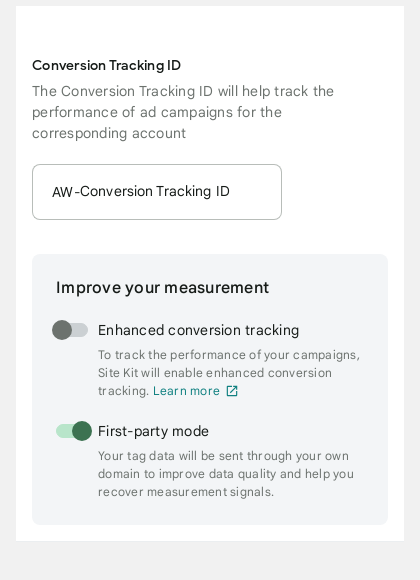 Conversion Tracking ID
The Conversion Tracking ID will help track the
performance of ad campaigns for the
corresponding account
AW-Conversion Tracking ID
Improve your measurement
Enhanced conversion tracking
To track the performance of your campaigns,
Site Kit will enable enhanced conversion
tracking. Learn more
First-party mode
Your tag data will be sent through your own
domain to improve data quality and help you
recover measurement signals.